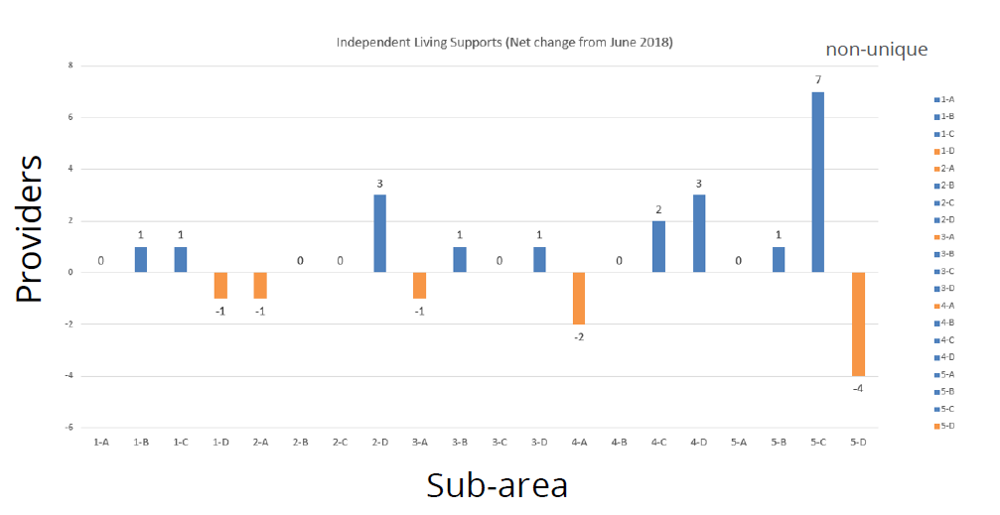 Independent Living Supports (Net change from June 2018)
non-unique
8
6
4
2
0
-2
-4
-6
Providers
0
1
1
-1
-1
0
0
3
-1
1
0
1
-2
0
2
3
0
1
7
-4
1-A 1-B 1-C 1-D 2-A 2-B 2-C 2-D 3-A 3-B 3-C 3-D 4-A 4-B 4-C 4-D 5-A 5-B 5-C 5-D
Sub-area
1-A
1-B
1-C
1-D
2-A
2-B
2-C
2-D
3-A
3-B
3-C
3-D
4-A
4-B
4-C
4-D
5-A
5-B
5-C
5-D